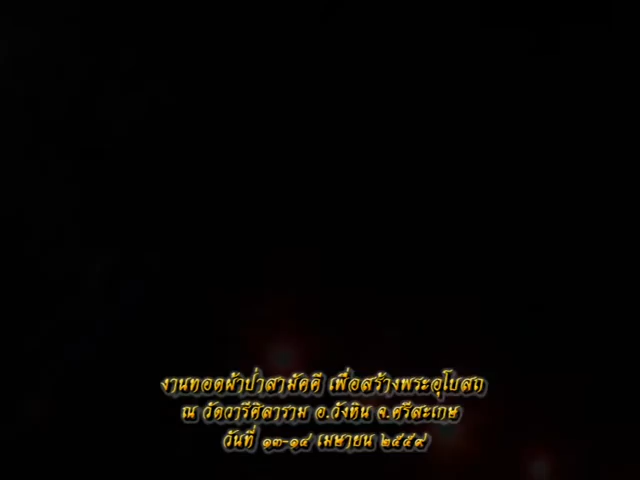 งานทอดผ้าป่าสามัคคี เพื่อสร้างพระอุโบสถ
ณ วัดวารีศิลาราม อ.วังหิน จ.ศรีสะเกษ
วันที่ ๑๓-๑๔ เมษายน ๒๕๕๙